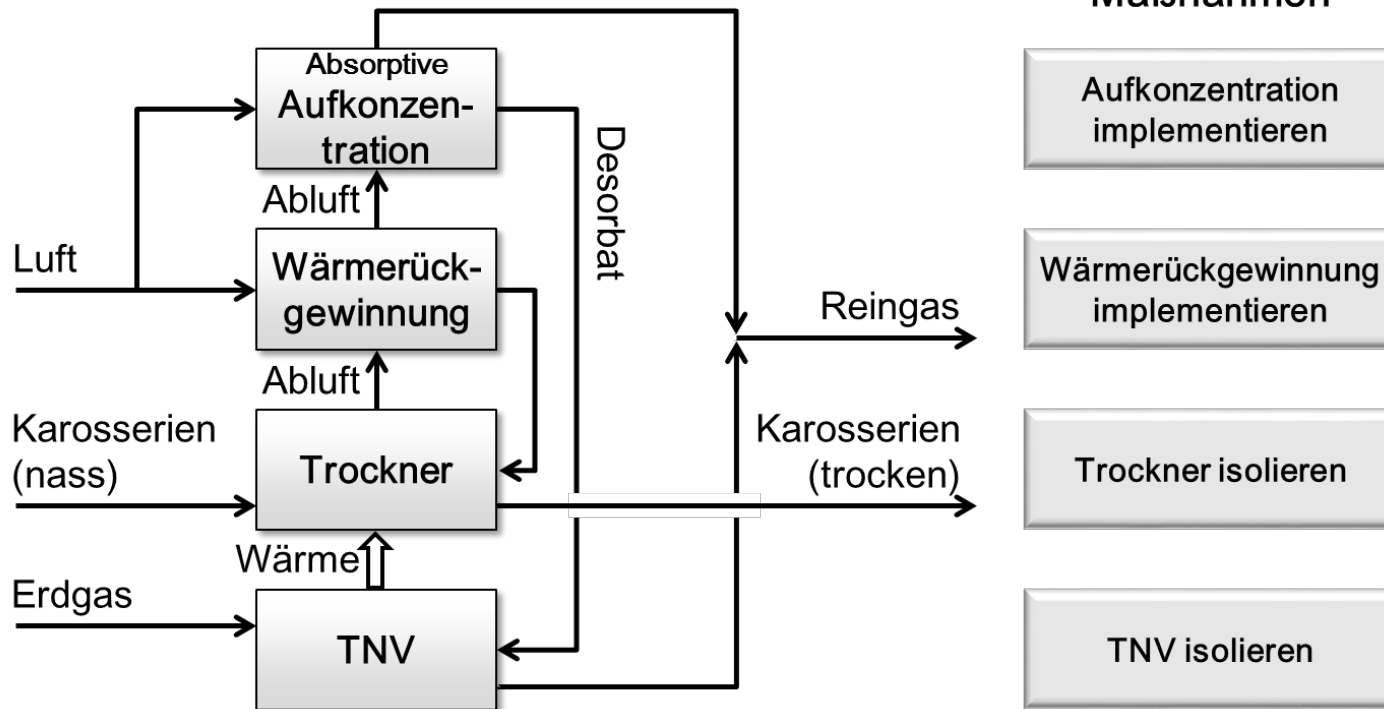 Maßnahmen
Absorptive
Aufkonzen-
tration
Aufkonzentration
implementieren
Desorbat
Abluft
Luft
Wärmerück-
gewinnung
Wärmerückgewinnung
implementieren
Reingas
Abluft
Karosserien
(nass)
Trockner
Karosserien
(trocken)
Trockner isolieren
Wärme
Erdgas
TNV
TNV isolieren